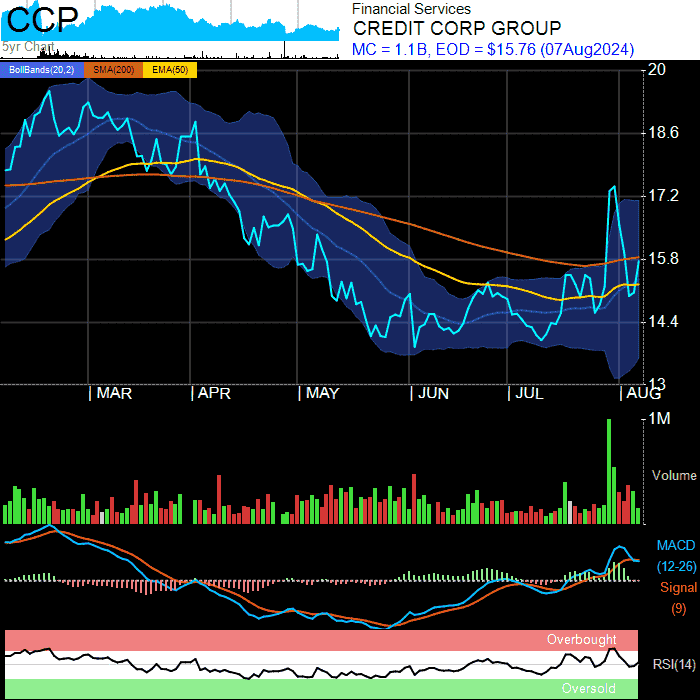 CCP
Financial Services
CREDIT CORP GROUP
MC = 1.1B, EOD = $15.76 (07Aug2024)
5yr Chart
BollBands(20,2) SMA(200) EMA(50)
20
18.6
17.2
15.8
14.4
13
MAR APR MAY JUN JUL AUG
1M
Volume
MACD
(12-26)
Signal
(9)
Overbought
RSI(14)
Oversold